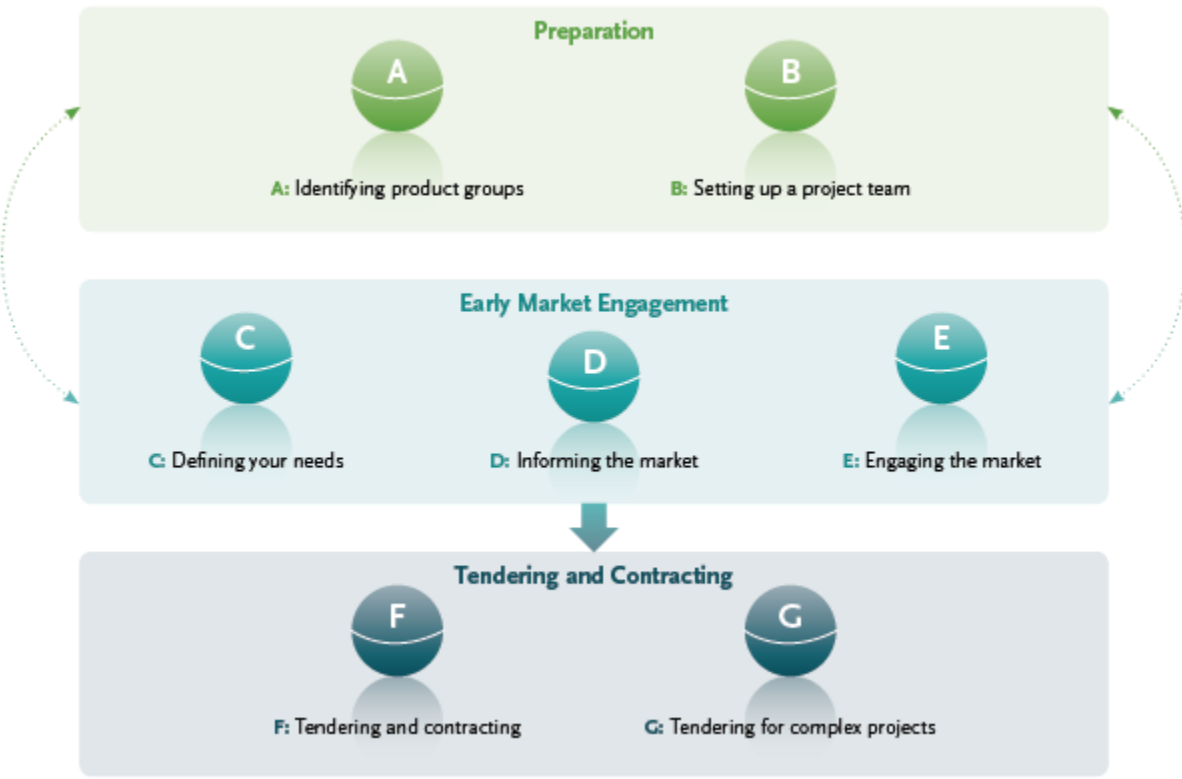 Preparation
A
B
A: Identifying product groups
B: Setting up a project team
Early Market Engagement
C
D
E
C: Defining your needs
D: Informing the market
E: Engaging the market
Tendering and Contracting
F
G
F: Tendering and contracting
G: Tendering for complex projects